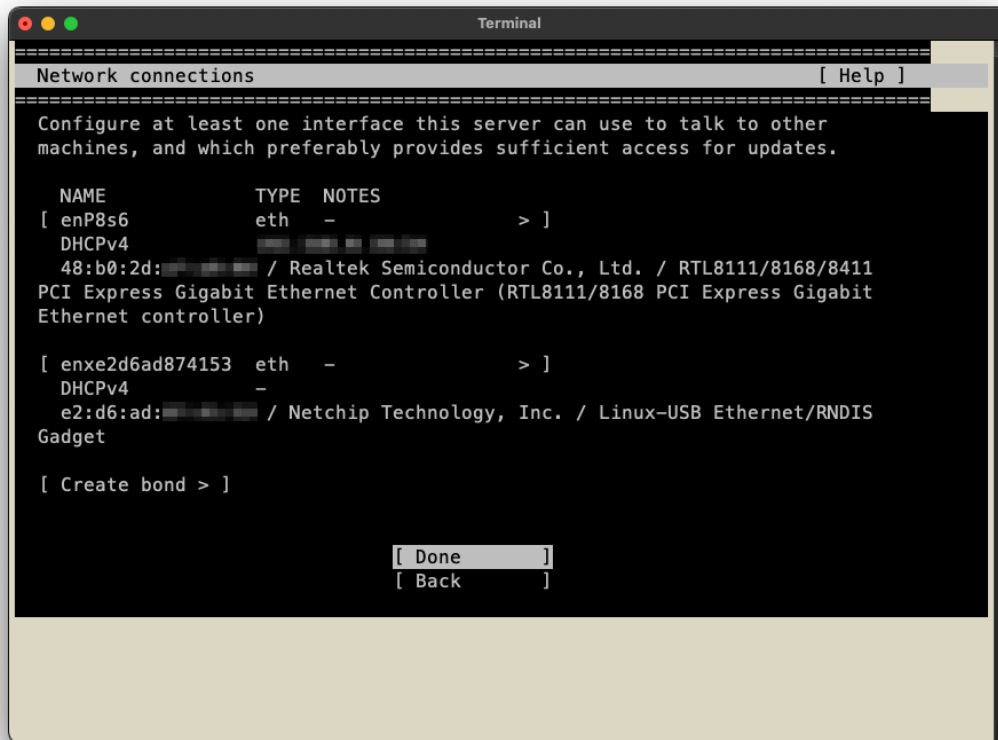 Terminal
Network connections [ Help ]
Configure at least one interface this server can use to talk to other
machines, and which preferably provides sufficient access for updates.
NAME TYPE NOTES
[ enP8s6 eth - > ]
DHCPv4
48:b0:2d: / Realtek Semiconductor Co., Ltd. / RTL8111/8168/8411
PCI Express Gigabit Ethernet Controller (RTL8111/8168 PCI Express Gigabit
Ethernet controller)
[ enxe2d6ad874153 eth - > ]
DHCPv4 -
e2:d6:ad: / Netchip Technology, Inc. / Linux-USB Ethernet/RNDIS
Gadget
[ Create bond > ]
[ Done ]
[ Back ]